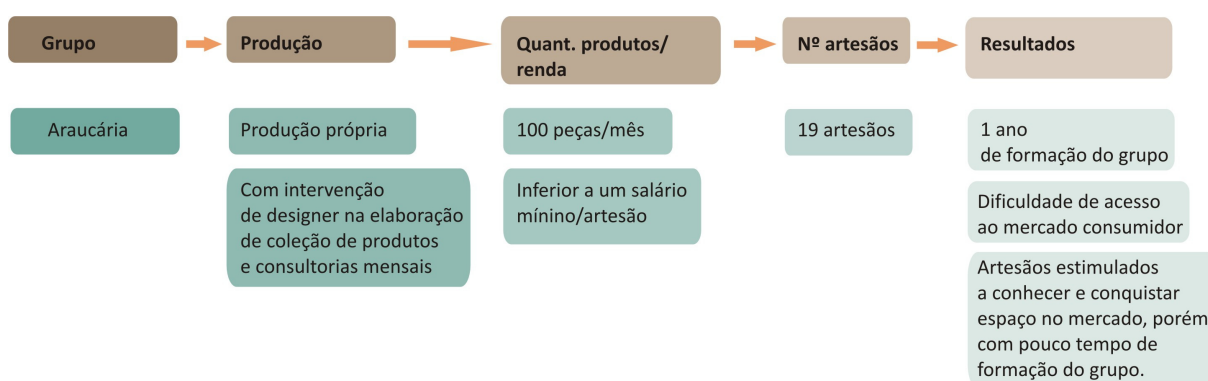 Grupo
Produção
Quant. produtos/
renda
Nº artesãos
Resultados
Araucária
Produção própria
Com intervenção
de designer na elaboração
de coleção de produtos
e consultorias mensais
100 peças/mês
Inferior a um salário
mínino/artesão
19 artesãos
1 ano
de formação do grupo
Dificuldade de acesso
ao mercado consumidor
Artesãos estimulados
a conhecer e conquistar
espaço no mercado, porém
com pouco tempo de
formação do grupo.